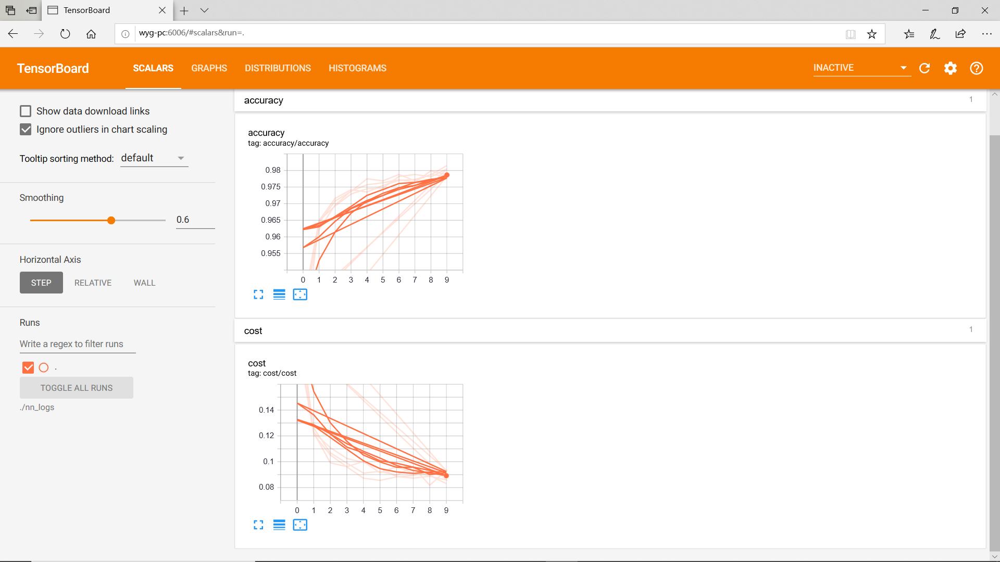 TensorBoard
wyg-pc:6006/#scalars&run=.
TensorBoard
SCALARS
GRAPHS
DISTRIBUTIONS
HISTOGRAMS
INACTIVE
Show data download links
Ignore outliers in chart scaling
Tooltip sorting method: default
Smoothing
0.6
Horizontal Axis
STEP
RELATIVE
WALL
Runs
Write a regex to filter runs
.
TOGGLE ALL RUNS
./nn_logs
accuracy
1
accuracy
tag: accuracy/accuracy
0.98
0.975
0.97
0.965
0.96
0.955
0 1 2 3 4 5 6 7 8 9
cost
1
cost
tag: cost/cost
0.14
0.12
0.1
0.08
0 1 2 3 4 5 6 7 8 9